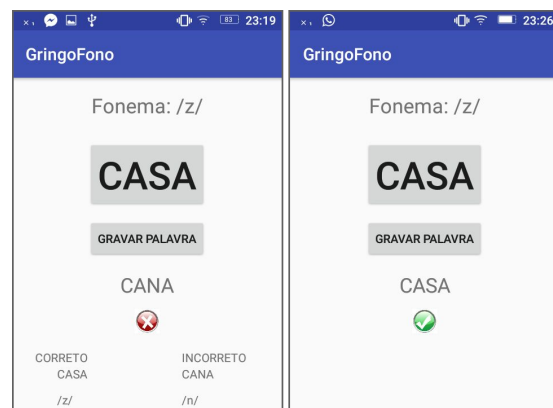 83 23:19
GringoFono
Fonema: /z/
CASA
GRAVAR PALAVRA
CANA
CORRETO INCORRETO
CASA CANA
/z/ /n/
23:26
GringoFono
Fonema: /z/
CASA
GRAVAR PALAVRA
CASA